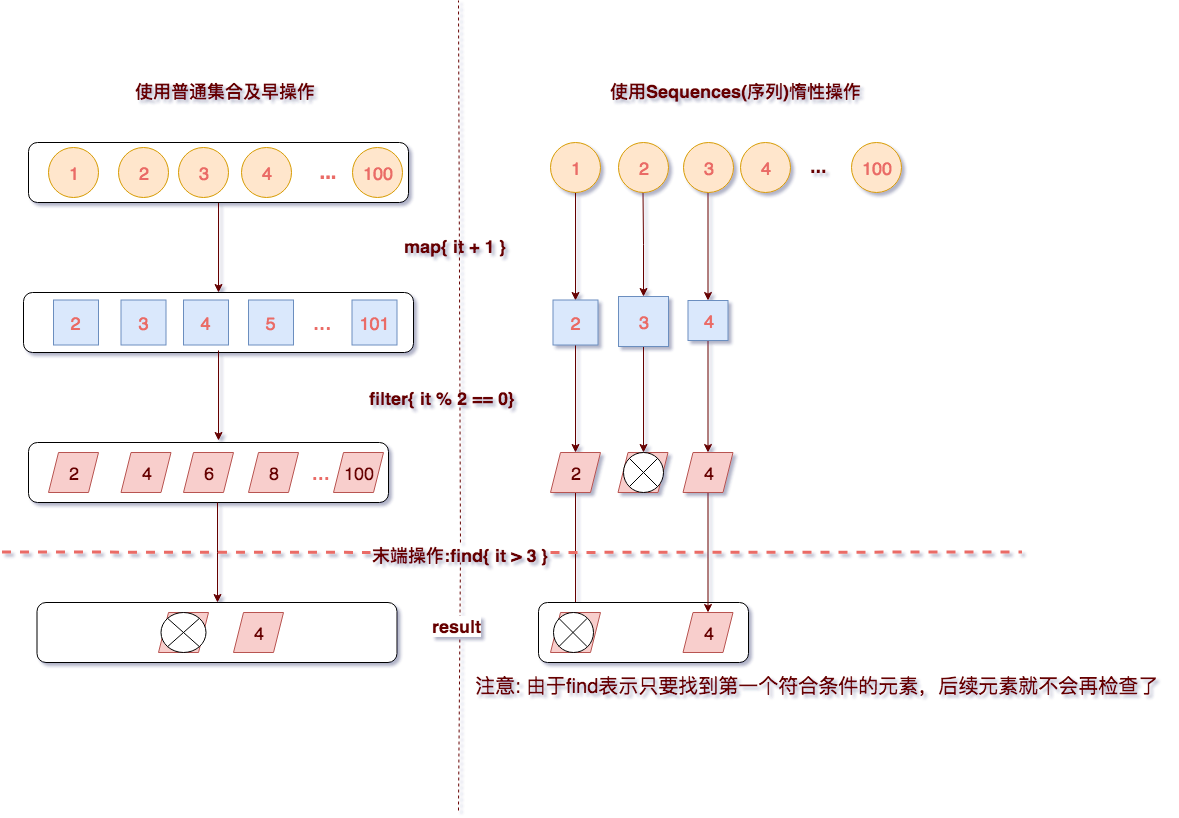 使用普通集合及早操作
使用Sequences(序列)惰性操作
1 2 3 4 ... 100
1 2 3 4 ... 100
map{ it + 1 }
2 3 4 5 ... 101
2 3 4
filter{ it % 2 == 0}
2 4 6 8 ... 100
2 4
末端操作:find{ it > 3 }
4
result
4
注意: 由于find表示只要找到第一个符合条件的元素，后续元素就不会再检查了